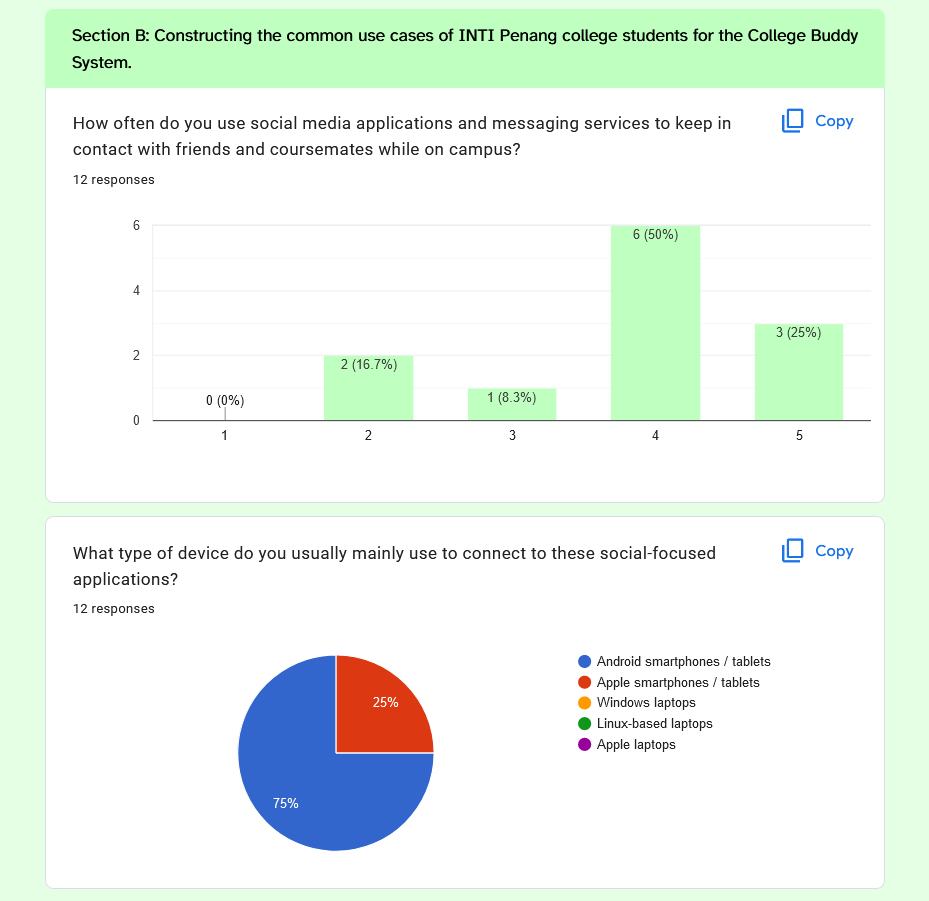 Section B: Constructing the common use cases of INTI Penang college students for the College Buddy
System.
How often do you use social media applications and messaging services to keep in
contact with friends and coursemates while on campus?
Copy
12 responses
6
4
2
0
0 (0%)
2 (16.7%)
1 (8.3%)
6 (50%)
3 (25%)
1
2
3
4
5
What type of device do you usually mainly use to connect to these social-focused
applications?
Copy
12 responses
25%
75%
Android smartphones / tablets
Apple smartphones / tablets
Windows laptops
Linux-based laptops
Apple laptops